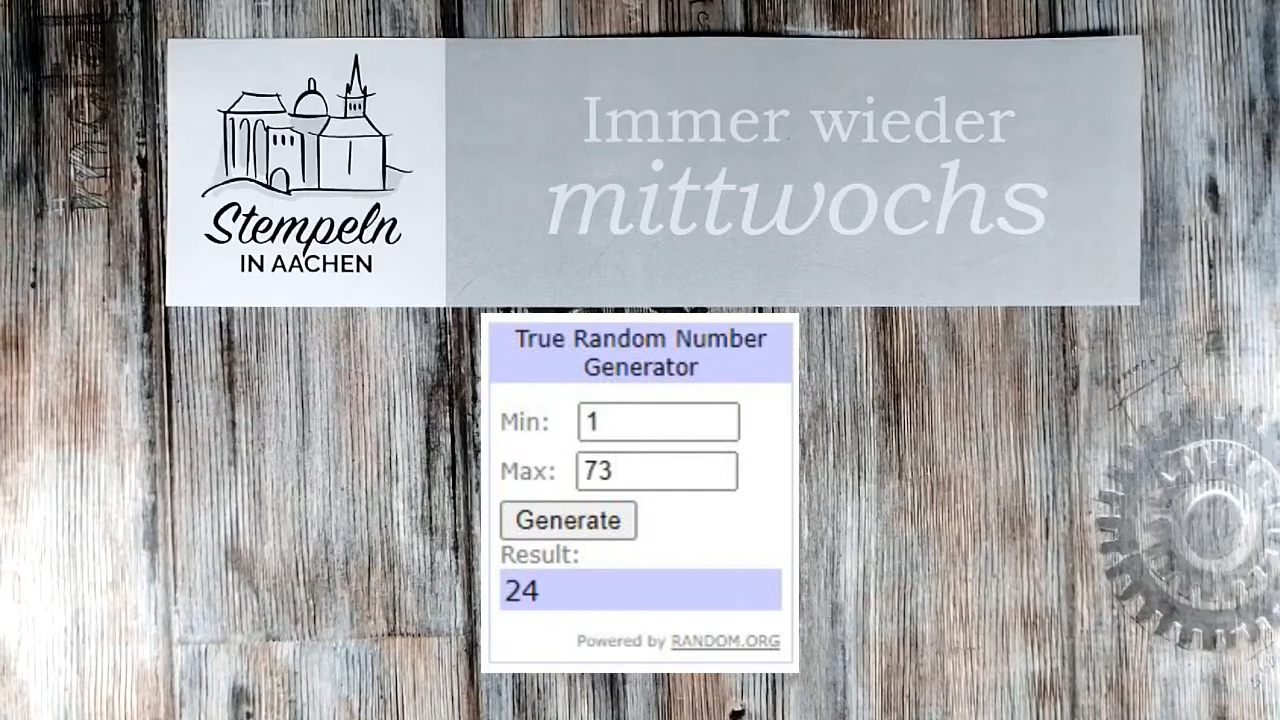 Stempeln
IN AACHEN
Immer wieder
mittwochs
True Random Number
Generator
Min: 1
Max: 73
Generate
Result:
24
Powered by RANDOM.ORG